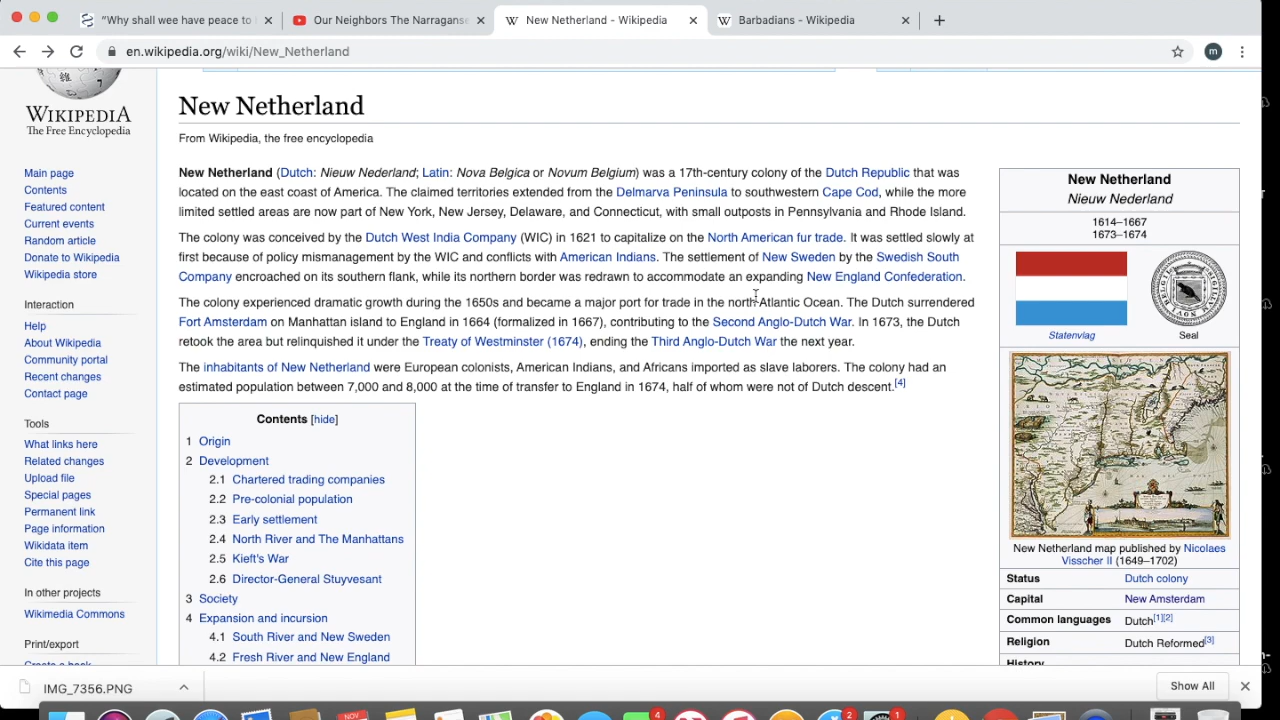 "Why shall wee have peace to
Our Neighbors The Narraganse
New Netherland - Wikipedia
Barbadians - Wikipedia
en.wikipedia.org/wiki/New_Netherland
m
WIKIPEDIA
The Free Encyclopedia
Main page
Contents
Featured content
Current events
Random article
Donate to Wikipedia
Wikipedia store
Interaction
Help
About Wikipedia
Community portal
Recent changes
Contact page
Tools
What links here
Related changes
Upload file
Special pages
Permanent link
Page information
Wikidata item
Cite this page
In other projects
Wikimedia Commons
Print/export
Create a book
New Netherland
From Wikipedia, the free encyclopedia
New Netherland (Dutch: Nieuw Nederland; Latin: Nova Belgica or Novum Belgium) was a 17th-century colony of the Dutch Republic that was
located on the east coast of America. The claimed territories extended from the Delmarva Peninsula to southwestern Cape Cod, while the more
limited settled areas are now part of New York, New Jersey, Delaware, and Connecticut, with small outposts in Pennsylvania and Rhode Island.
The colony was conceived by the Dutch West India Company (WIC) in 1621 to capitalize on the North American fur trade. It was settled slowly at
first because of policy mismanagement by the WIC and conflicts with American Indians. The settlement of New Sweden by the Swedish South
Company encroached on its southern flank, while its northern border was redrawn to accommodate an expanding New England Confederation.
The colony experienced dramatic growth during the 1650s and became a major port for trade in the north Atlantic Ocean. The Dutch surrendered
Fort Amsterdam on Manhattan island to England in 1664 (formalized in 1667), contributing to the Second Anglo-Dutch War. In 1673, the Dutch
retook the area but relinquished it under the Treaty of Westminster (1674), ending the Third Anglo-Dutch War the next year.
The inhabitants of New Netherland were European colonists, American Indians, and Africans imported as slave laborers. The colony had an
estimated population between 7,000 and 8,000 at the time of transfer to England in 1674, half of whom were not of Dutch descent.[4]
Contents [hide]
1 Origin
2 Development
2.1 Chartered trading companies
2.2 Pre-colonial population
2.3 Early settlement
2.4 North River and The Manhattans
2.5 Kieft's War
2.6 Director-General Stuyvesant
3 Society
4 Expansion and incursion
4.1 South River and New Sweden
4.2 Fresh River and New England
New Netherland
Nieuw Nederland
1614–1667
1673–1674
Statenvlag
Seal
New Netherland map published by Nicolaes
Visscher II (1649–1702)
Status Dutch colony
Capital New Amsterdam
Common languages Dutch[1][2]
Religion Dutch Reformed[3]
History
IMG_7356.PNG
Show All
NOV
4
2
1